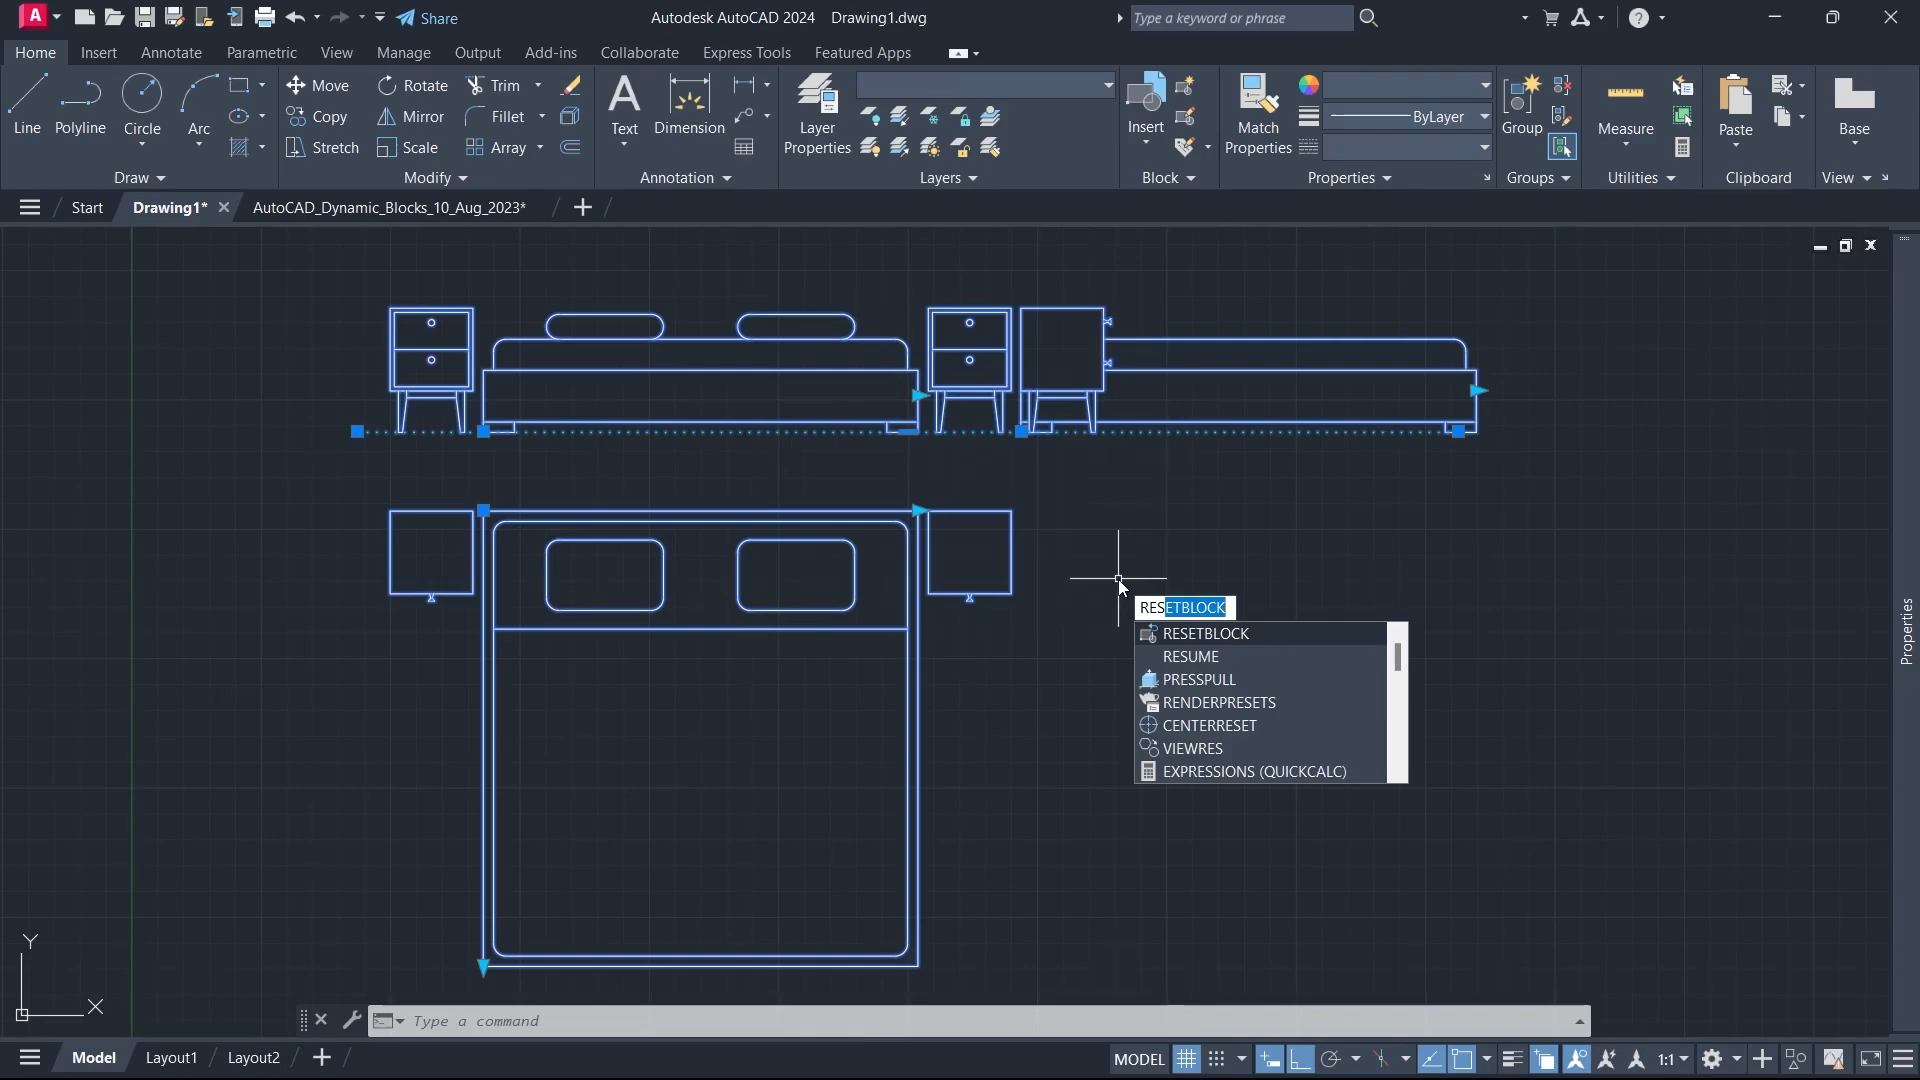 A Share Autodesk AutoCAD 2024 Drawing1.dwg Type a keyword or phrase
Home Insert Annotate Parametric View Manage Output Add-ins Collaborate Express Tools Featured Apps
Line Polyline Circle Arc
Move Rotate Trim
Copy Mirror Fillet
Stretch Scale Array
Text Dimension
Layer Properties
Insert
Match Properties
ByLayer
Group
Measure
Paste
Base
Draw Modify Annotation Layers Block Properties Groups Utilities Clipboard View
Start Drawing1* AutoCAD_Dynamic_Blocks_10_Aug_2023*
Properties
RESETBLOCK
RESETBLOCK
RESUME
PRESSPULL
RENDERPRESETS
CENTERRESET
VIEWRES
EXPRESSIONS (QUICKCALC)
Y
X
Type a command
Model Layout1 Layout2 MODEL 1:1